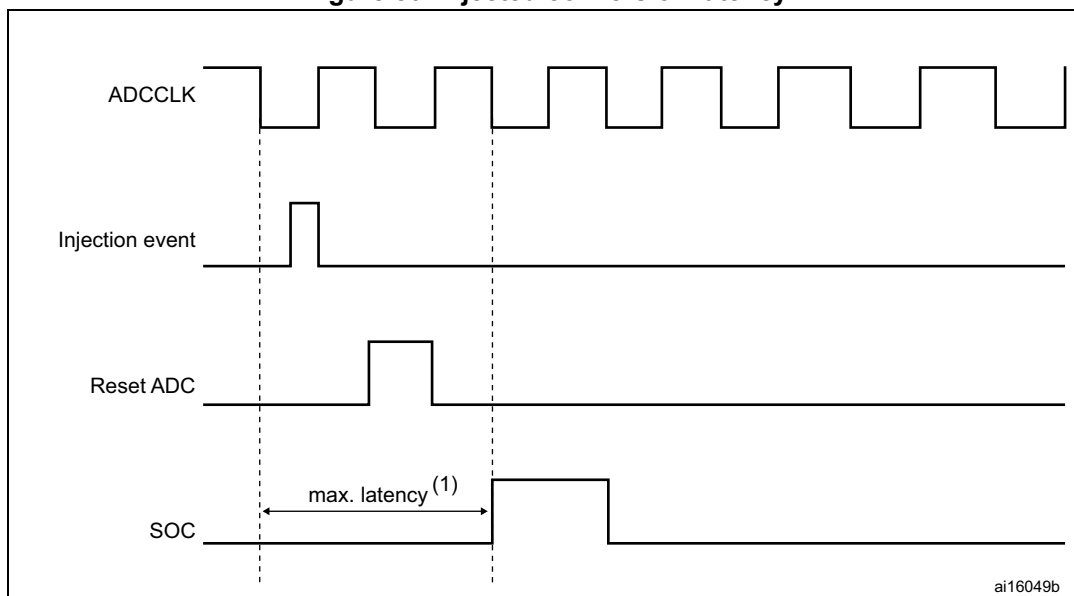 ADCCLK
Injection event
Reset ADC
max. latency (1)
SOC
ai16049b